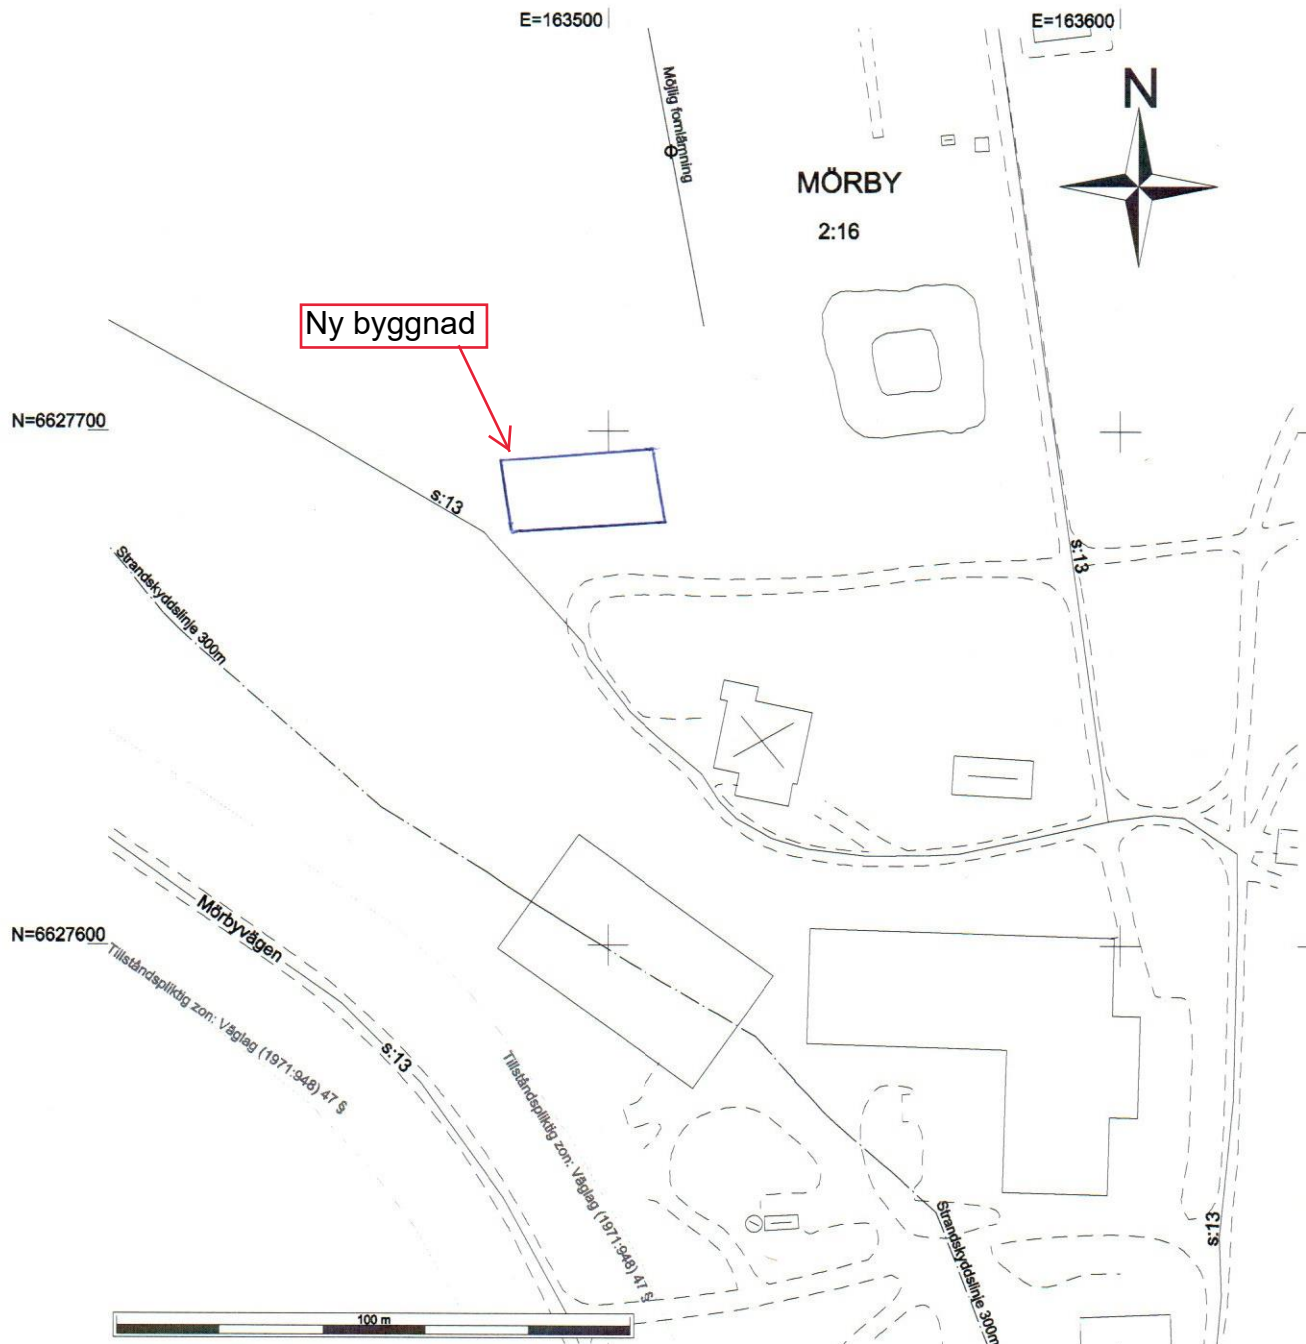 E=163500
E=163600
N
Möjlig fornlämning
MÖRBY
2:16
Ny byggnad
N=6627700
s:13
s:13
Strandskyddslinje 300m
Mörbyvägen
N=6627600
Tillståndspliktig zon: Väglag (1971:948) 47 §
s:13
Tillståndspliktig zon: Väglag (1971:948) 47 §
Strandskyddslinje 300m
s:13
100 m